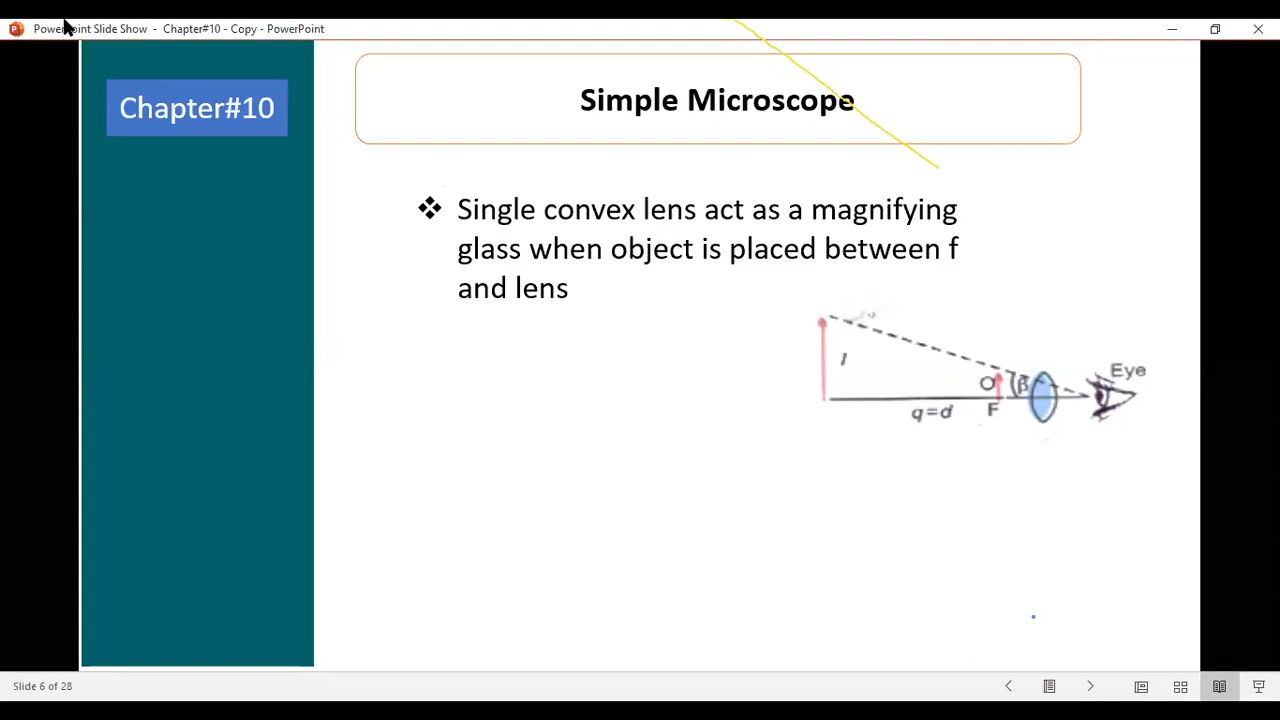 PowerPoint Slide Show - Chapter#10 - Copy - PowerPoint
Chapter#10
Simple Microscope
Single convex lens act as a magnifying
glass when object is placed between f
and lens
I
O
β
Eye
q=d
F
Slide 6 of 28